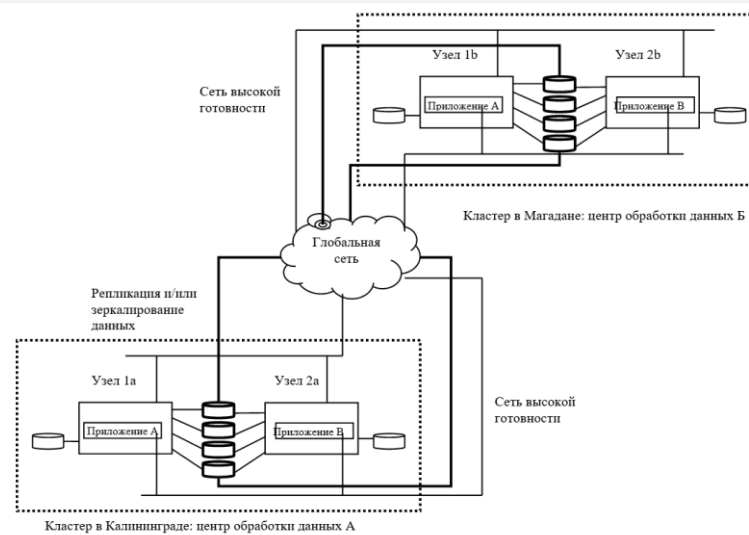 Узел 1b
Узел 2b
Сеть высокой
готовности
Приложение А
Приложение В
Кластер в Магадане: центр обработки данных Б
Глобальная
сеть
Репликация и/или
зеркалирование
данных
Узел 1а
Узел 2а
Приложение А
Приложение В
Сеть высокой
готовности
Кластер в Калининграде: центр обработки данных А